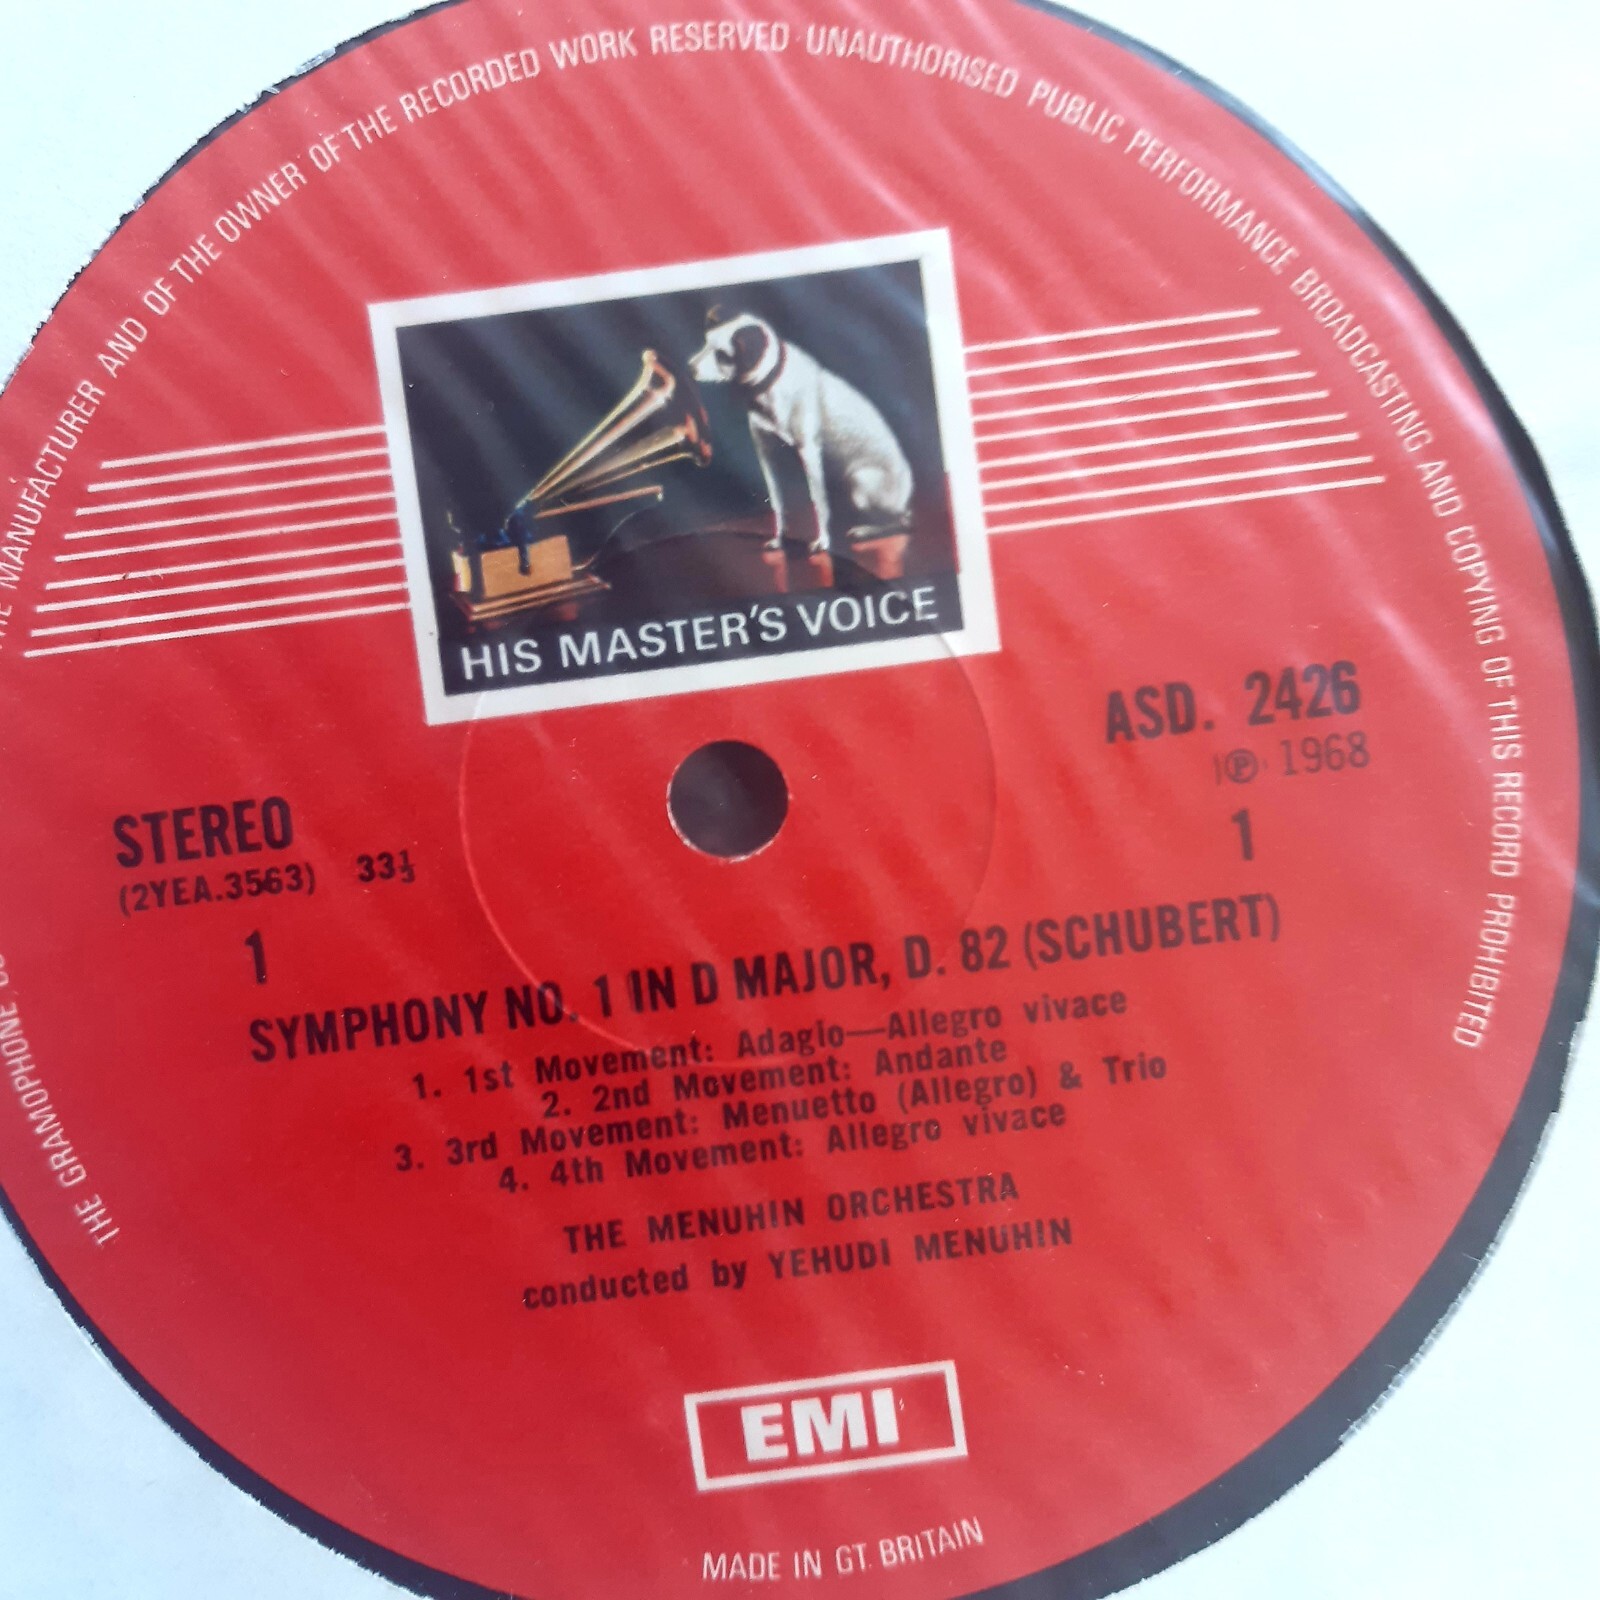 THE GRAMOPHONE CO
MANUFACTURER AND OF THE OWNER OF THE RECORDED WORK RESERVED UNAUTHORISED PUBLIC PERFORMANCE BROADCASTING AND COPYING OF THIS RECORD PROHIBITED
HIS MASTER'S VOICE
ASD. 2426
℗ 1968
1
STEREO
(2YEA.3563) 33⅓
1
SYMPHONY NO. 1 IN D MAJOR, D. 82 (SCHUBERT)
1. 1st Movement: Adagio—Allegro vivace
2. 2nd Movement: Andante
3. 3rd Movement: Menuetto (Allegro) & Trio
4. 4th Movement: Allegro vivace
THE MENUHIN ORCHESTRA
conducted by YEHUDI MENUHIN
EMI
MADE IN GT. BRITAIN